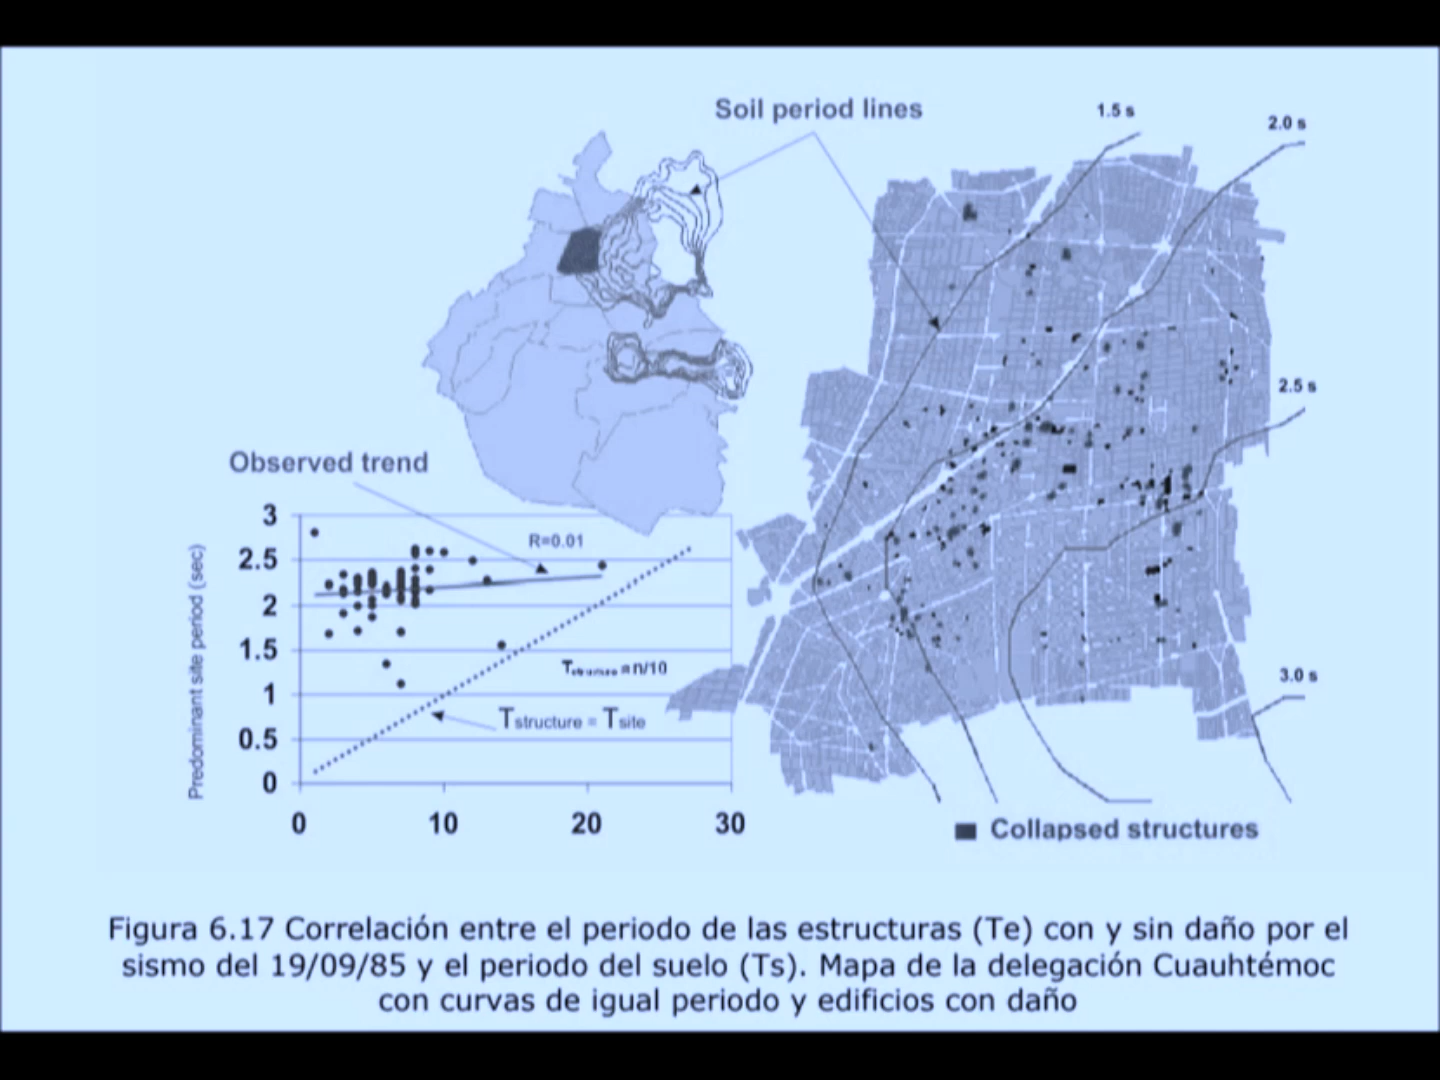 Soil period lines
1.5 s
2.0 s
2.5 s
3.0 s
Observed trend
R=0.01
3
2.5
2
1.5
1
0.5
0
Predominant site period (sec)
= n/10
Tstructure = Tsite
0 10 20 30
Collapsed structures
Figura 6.17 Correlación entre el periodo de las estructuras (Te) con y sin daño por el
sismo del 19/09/85 y el periodo del suelo (Ts). Mapa de la delegación Cuauhtémoc
con curvas de igual periodo y edificios con daño